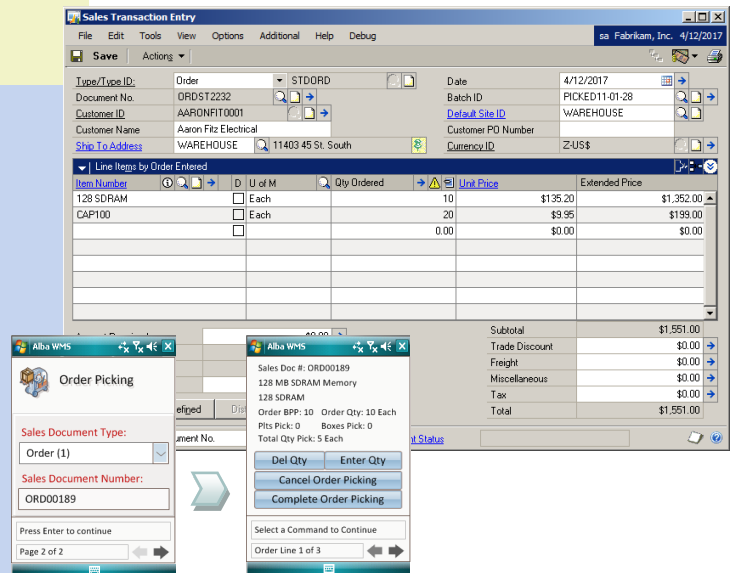 Sales Transaction Entry
File Edit Tools View Options Additional Help Debug sa Fabrikam, Inc. 4/12/2017
Save Actions
Type/Type ID: Order STDORD Date 4/12/2017
Document No. ORDST2232 Batch ID PICKED11-01-28
Customer ID AARONFIT0001 Default Site ID WAREHOUSE
Customer Name Aaron Fitz Electrical Customer PO Number
Ship To Address WAREHOUSE 11403 45 St. South Currency ID Z-US$
Line Items by Order Entered
Item Number D U of M Qty Ordered Unit Price Extended Price
128 SDRAM Each 10 $135.20 $1,352.00
CAP100 Each 20 $9.95 $199.00
Each 0.00 $0.00 $0.00
Subtotal $1,551.00
Trade Discount $0.00
Freight $0.00
Miscellaneous $0.00
Tax $0.00
Total $1,551.00
Alba WMS
Order Picking
Sales Document Type:
Order (1)
Sales Document Number:
ORD00189
Press Enter to continue
Page 2 of 2
Alba WMS
Sales Doc #: ORD00189
128 MB SDRAM Memory
128 SDRAM
Order BPP: 10 Order Qty: 10 Each
Plts Pick: 0 Boxes Pick: 0
Total Qty Pick: 5 Each
Del Qty Enter Qty
Cancel Order Picking
Complete Order Picking
Select a Command to Continue
Order Line 1 of 3